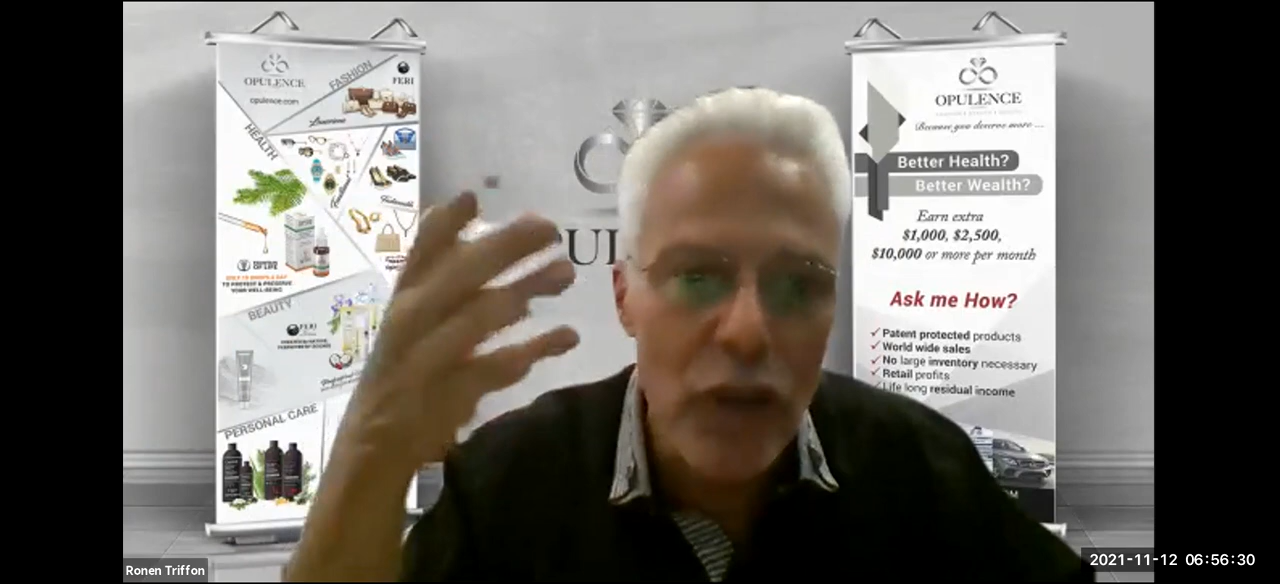 OPULENCE
opulence.com
FASHION
FERI
HEALTH
BEAUTY
FERI
PERSONAL CARE
OPULENCE
Because you deserve more ...
Better Health?
Better Wealth?
Earn extra
$1,000, $2,500,
$10,000 or more per month
Ask me How?
Patent protected products
World wide sales
No large inventory necessary
Retail profits
Life long residual income
Ronen Triffon
2021-11-12 06:56:30